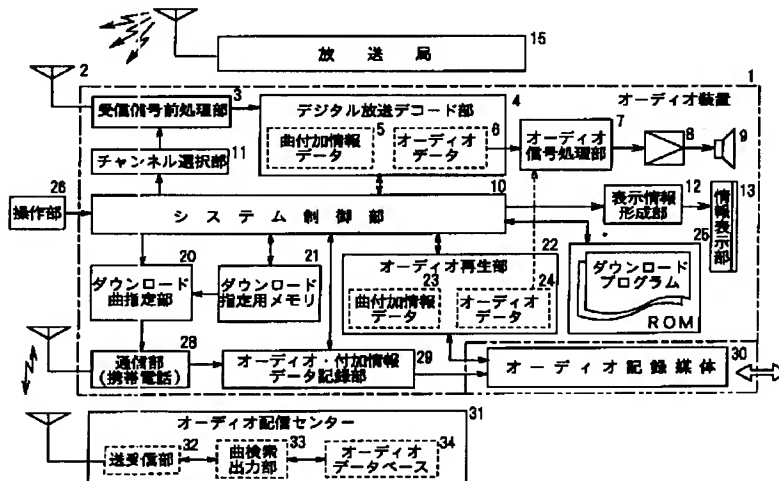 放送局
15
2
1
受信信号前処理部
3
デジタル放送デコード部
4
オーディオ装置
曲付加情報
データ
5
オーディオ
データ
6
オーディオ
信号処理部
7
8
9
チャンネル選択部
11
26
操作部
システム制御部
10
表示情報
形成部
12
情報表示部
13
20
ダウンロード
曲指定部
21
ダウンロード
指定用メモリ
22
オーディオ再生部
23
曲付加情報
データ
24
オーディオ
データ
25
ダウンロード
プログラム
ROM
28
通信部
(携帯電話)
オーディオ・付加情報
データ記録部
29
オーディオ記録媒体
30
オーディオ配信センター
31
送受信部
32
曲検索
出力部
33
オーディオ
データベース
34